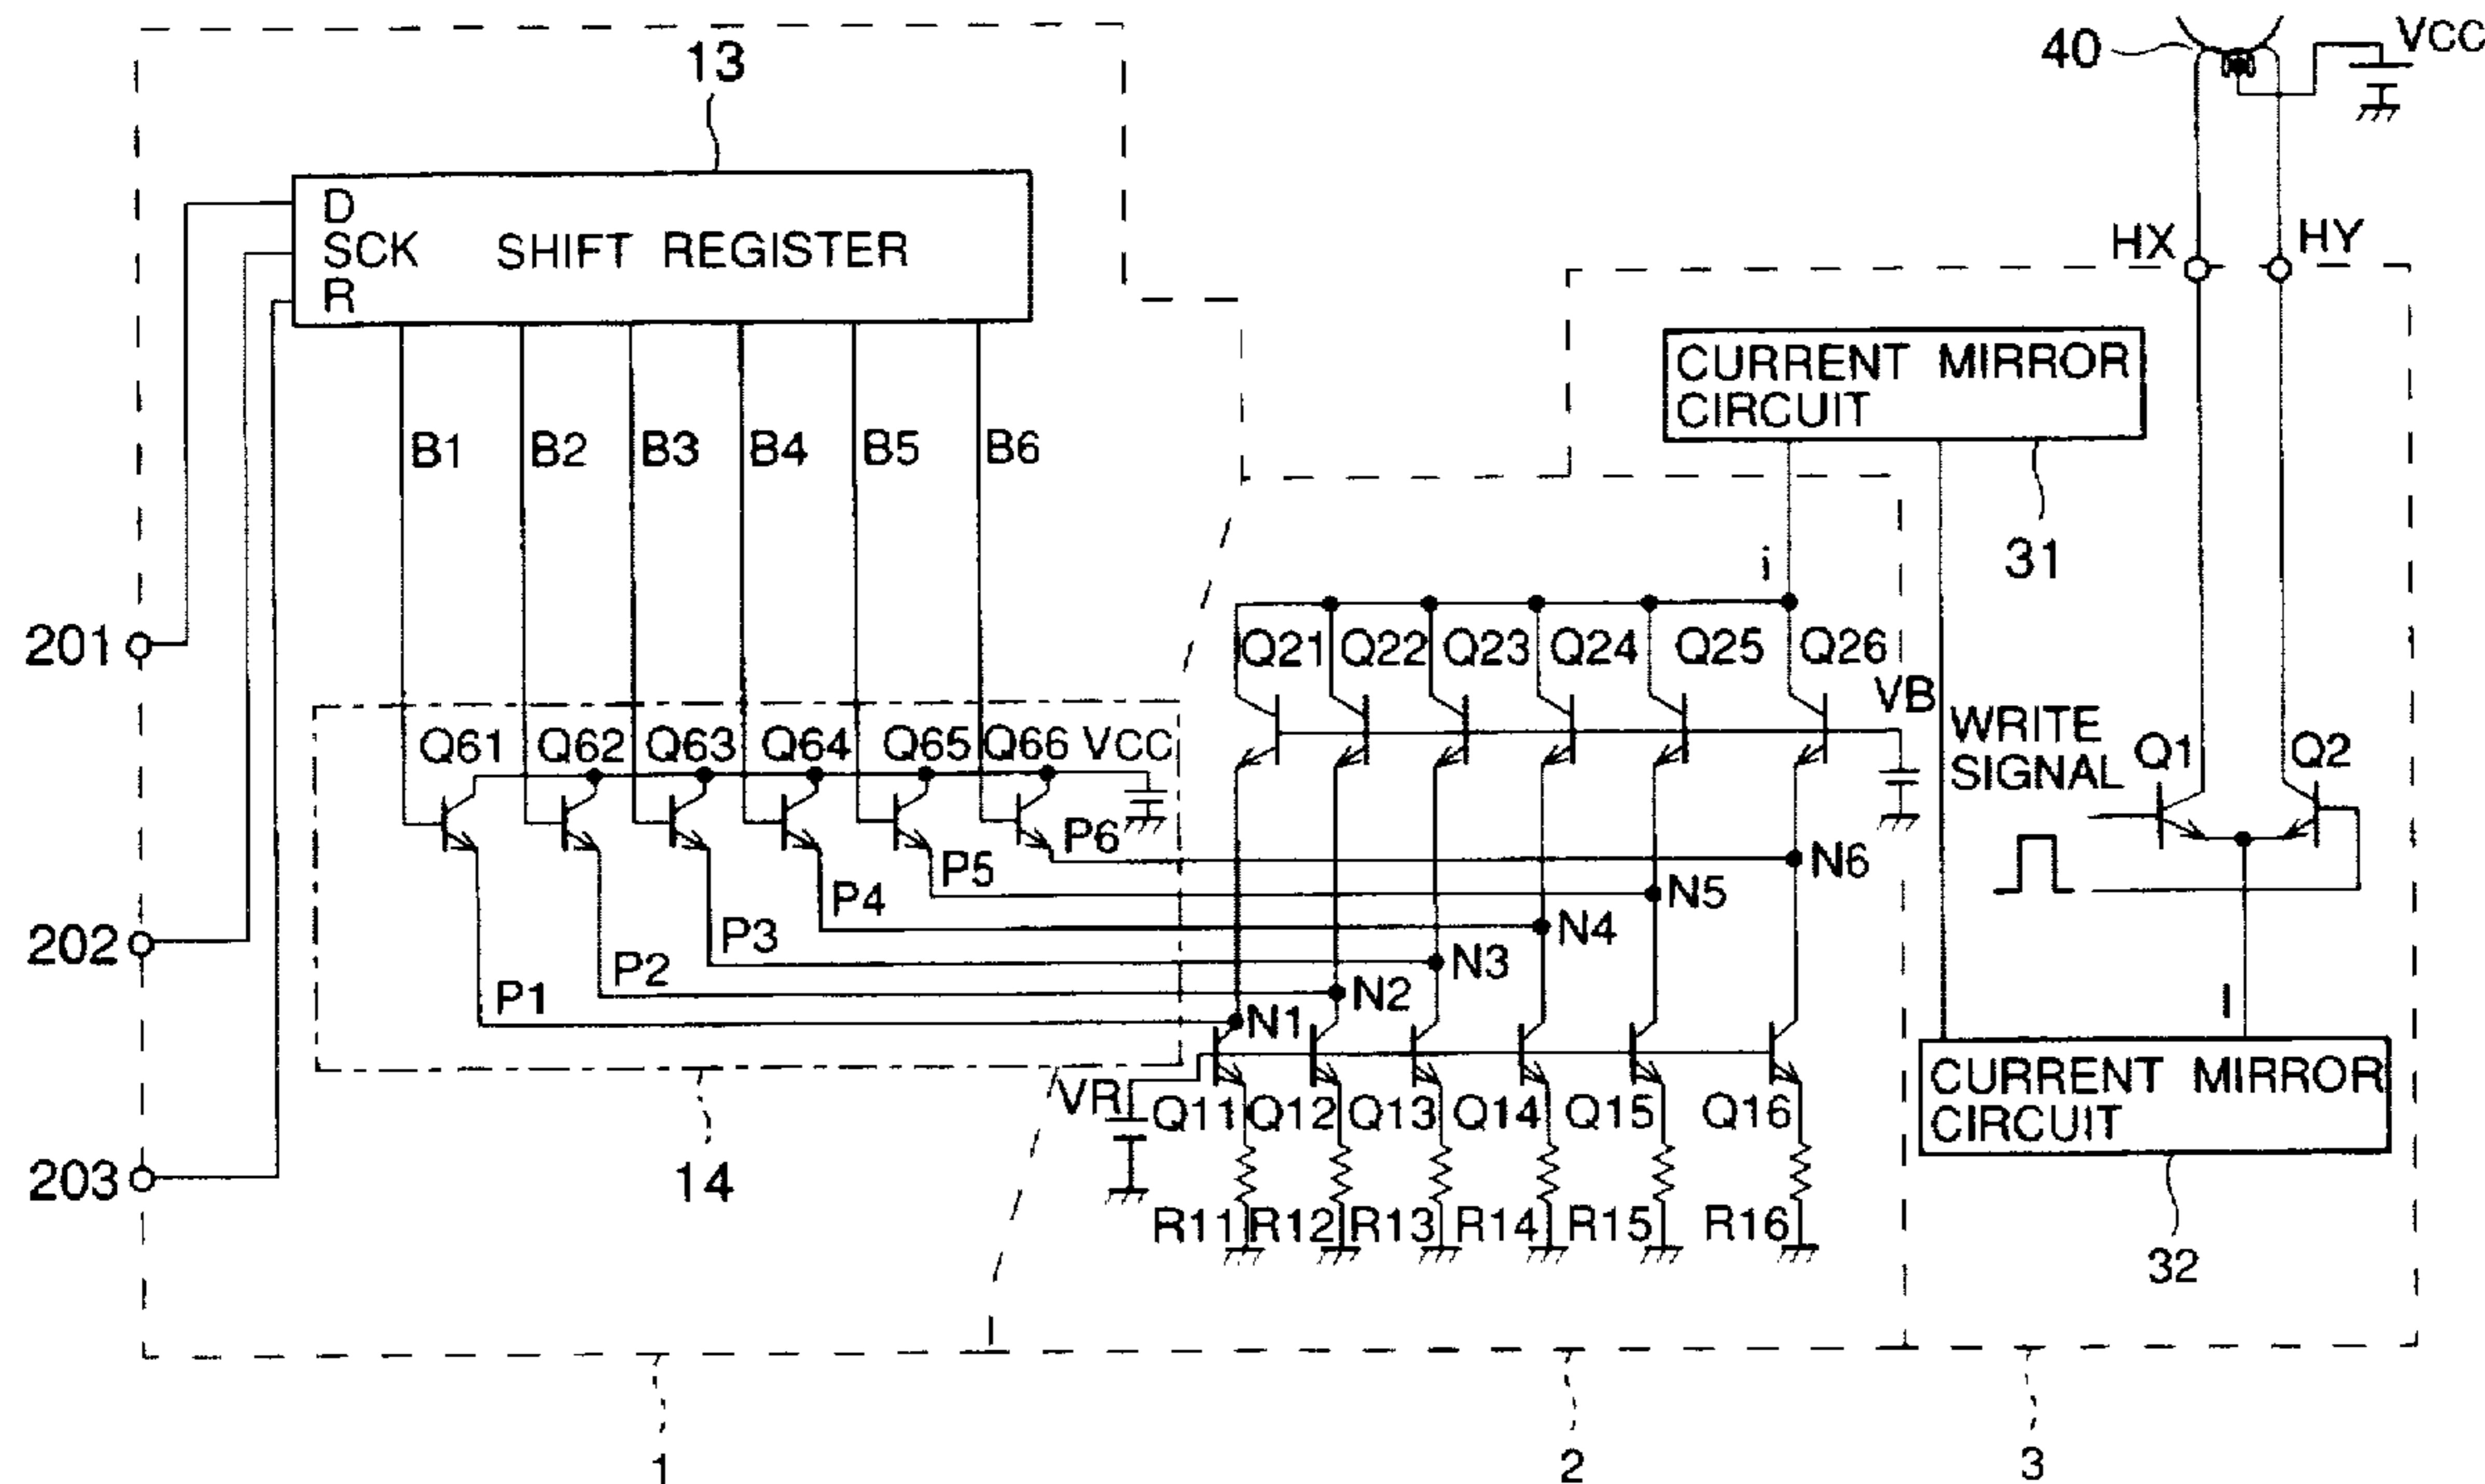 13
40
VCC
D
SCK SHIFT REGISTER
R
HX
HY
CURRENT MIRROR
CIRCUIT
B1
B2
B3
B4
B5
B6
31
i
201
Q21
Q22
Q23
Q24
Q25
Q26
VB
WRITE
SIGNAL
Q1
Q2
Q61
Q62
Q63
Q64
Q65
Q66
VCC
P6
P5
P4
P3
P2
P1
N6
N5
N4
N3
N2
N1
202
I
CURRENT MIRROR
CIRCUIT
VR
Q11
Q12
Q13
Q14
Q15
Q16
14
203
R11
R12
R13
R14
R15
R16
32
1
2
3